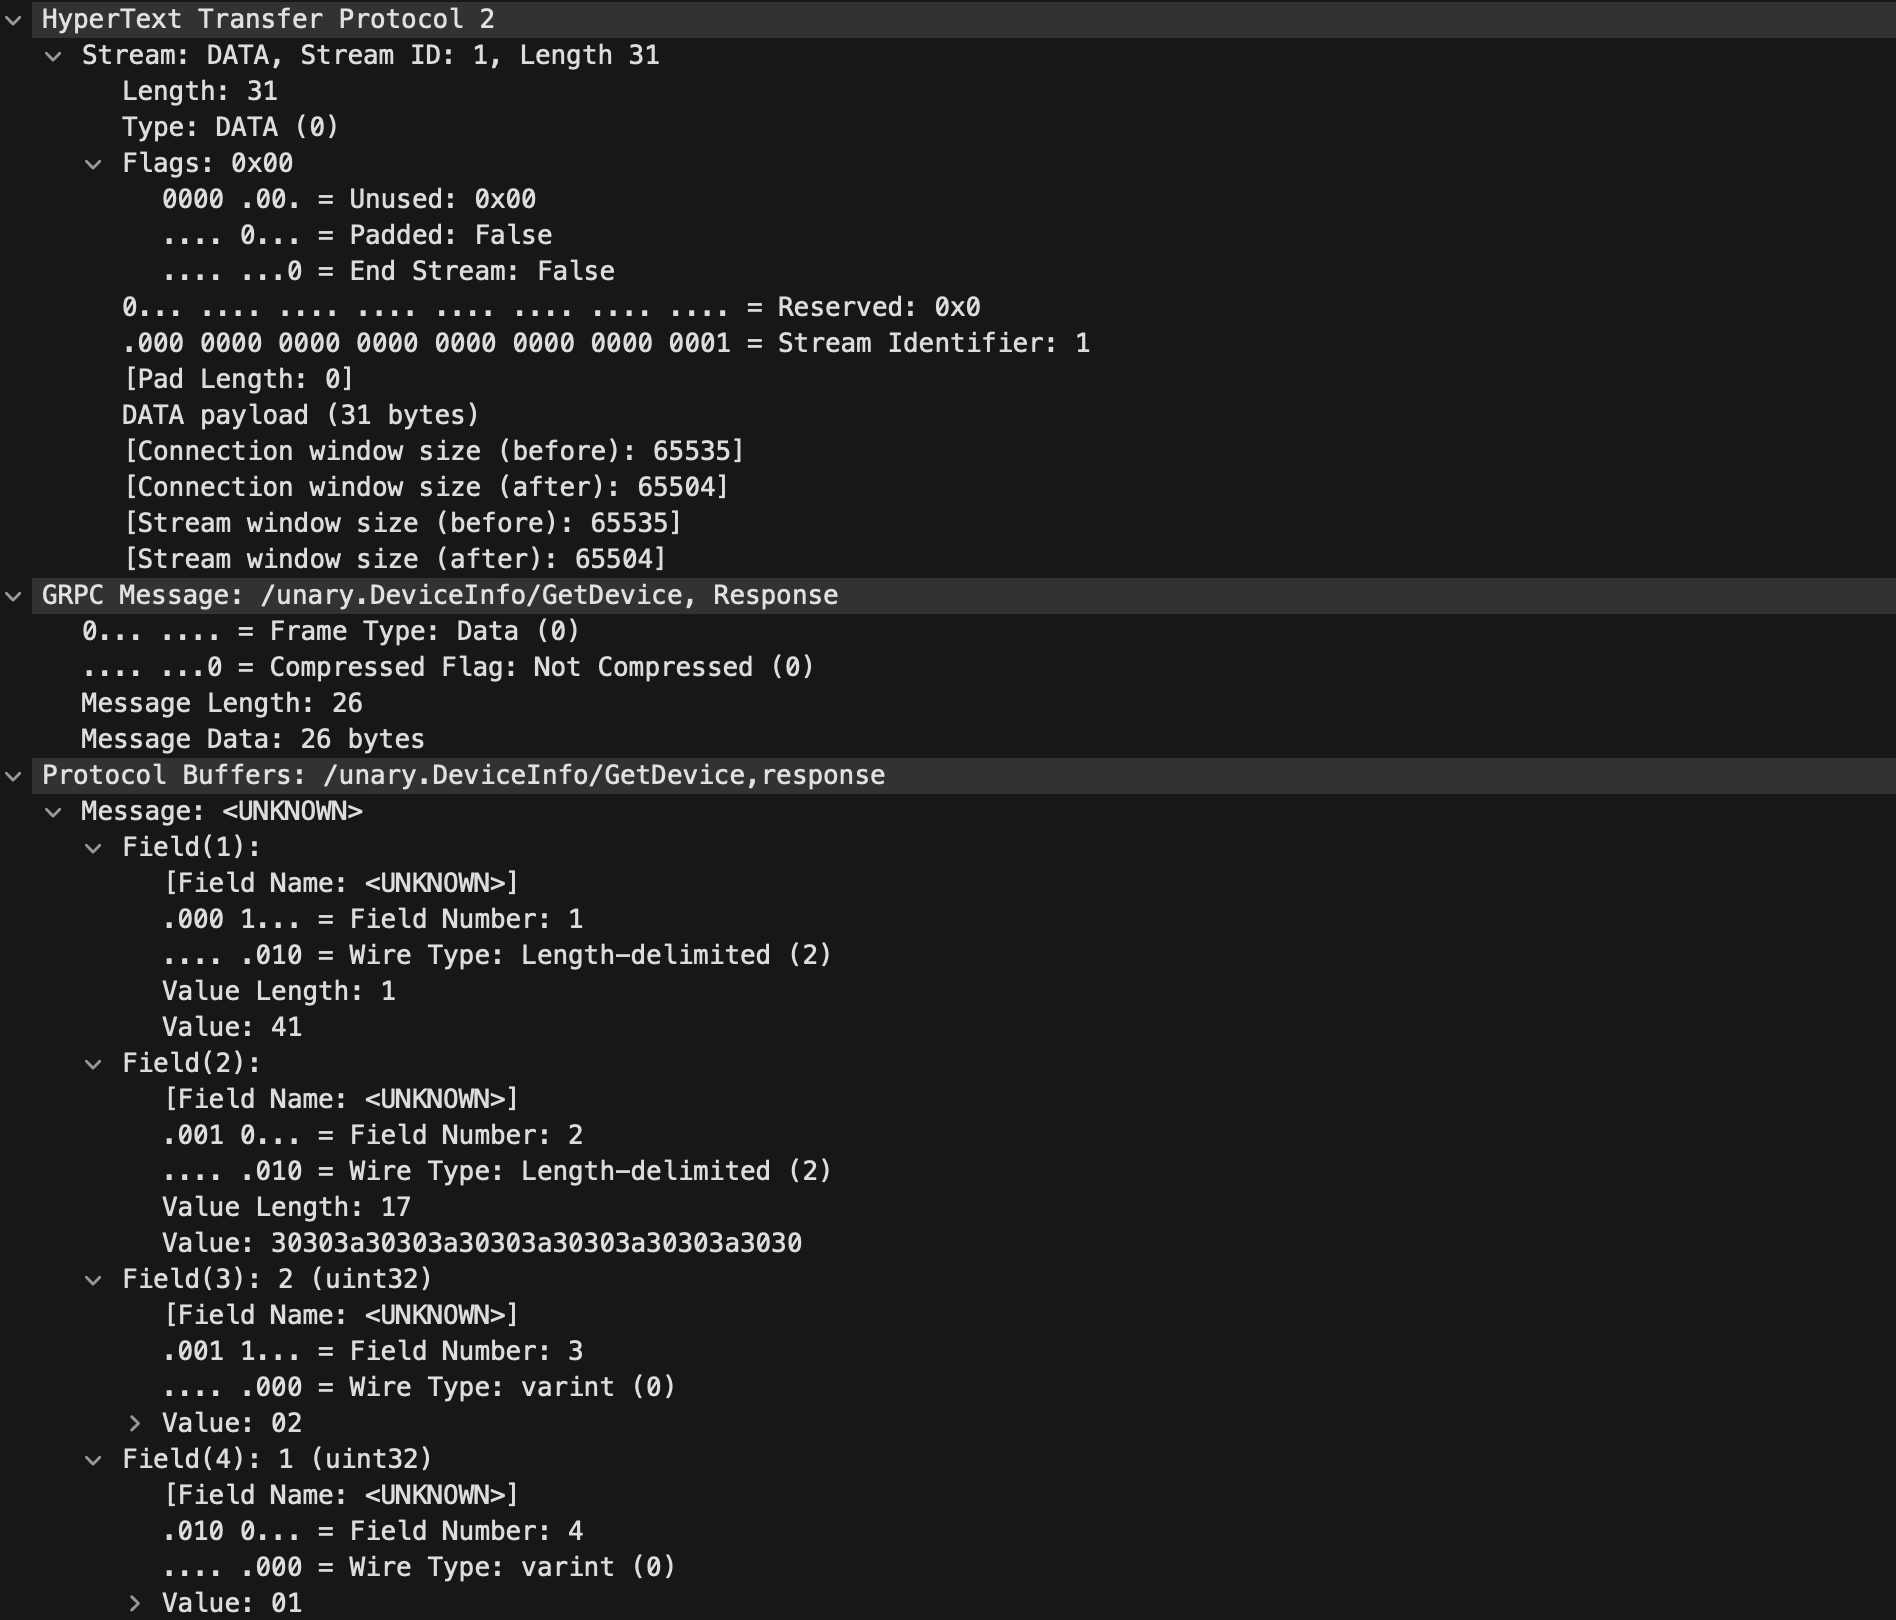 HyperText Transfer Protocol 2
Stream: DATA, Stream ID: 1, Length 31
Length: 31
Type: DATA (0)
Flags: 0x00
0000 .00. = Unused: 0x00
.... 0... = Padded: False
.... ...0 = End Stream: False
0... .... .... .... .... .... .... .... = Reserved: 0x0
.000 0000 0000 0000 0000 0000 0000 0001 = Stream Identifier: 1
[Pad Length: 0]
DATA payload (31 bytes)
[Connection window size (before): 65535]
[Connection window size (after): 65504]
[Stream window size (before): 65535]
[Stream window size (after): 65504]
GRPC Message: /unary.DeviceInfo/GetDevice, Response
0... .... = Frame Type: Data (0)
.... ...0 = Compressed Flag: Not Compressed (0)
Message Length: 26
Message Data: 26 bytes
Protocol Buffers: /unary.DeviceInfo/GetDevice,response
Message: <UNKNOWN>
Field(1):
[Field Name: <UNKNOWN>]
.000 1... = Field Number: 1
.... .010 = Wire Type: Length-delimited (2)
Value Length: 1
Value: 41
Field(2):
[Field Name: <UNKNOWN>]
.001 0... = Field Number: 2
.... .010 = Wire Type: Length-delimited (2)
Value Length: 17
Value: 30303a30303a30303a30303a30303a3030
Field(3): 2 (uint32)
[Field Name: <UNKNOWN>]
.001 1... = Field Number: 3
.... .000 = Wire Type: varint (0)
Value: 02
Field(4): 1 (uint32)
[Field Name: <UNKNOWN>]
.010 0... = Field Number: 4
.... .000 = Wire Type: varint (0)
Value: 01